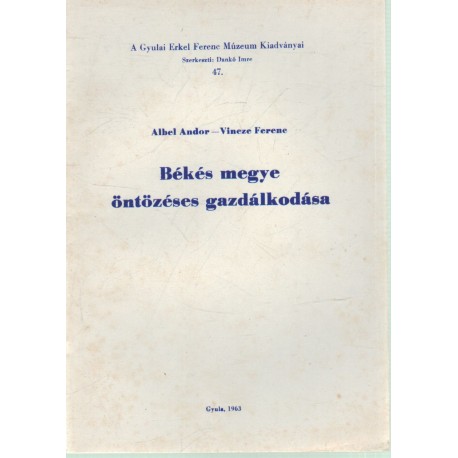 A Gyulai Erkel Ferenc Múzeum Kiadványai
Szerkeszti: Dankó Imre
47.
Albel Andor—Vincze Ferenc
Békés megye
öntözéses gazdálkodása
Gyula, 1963